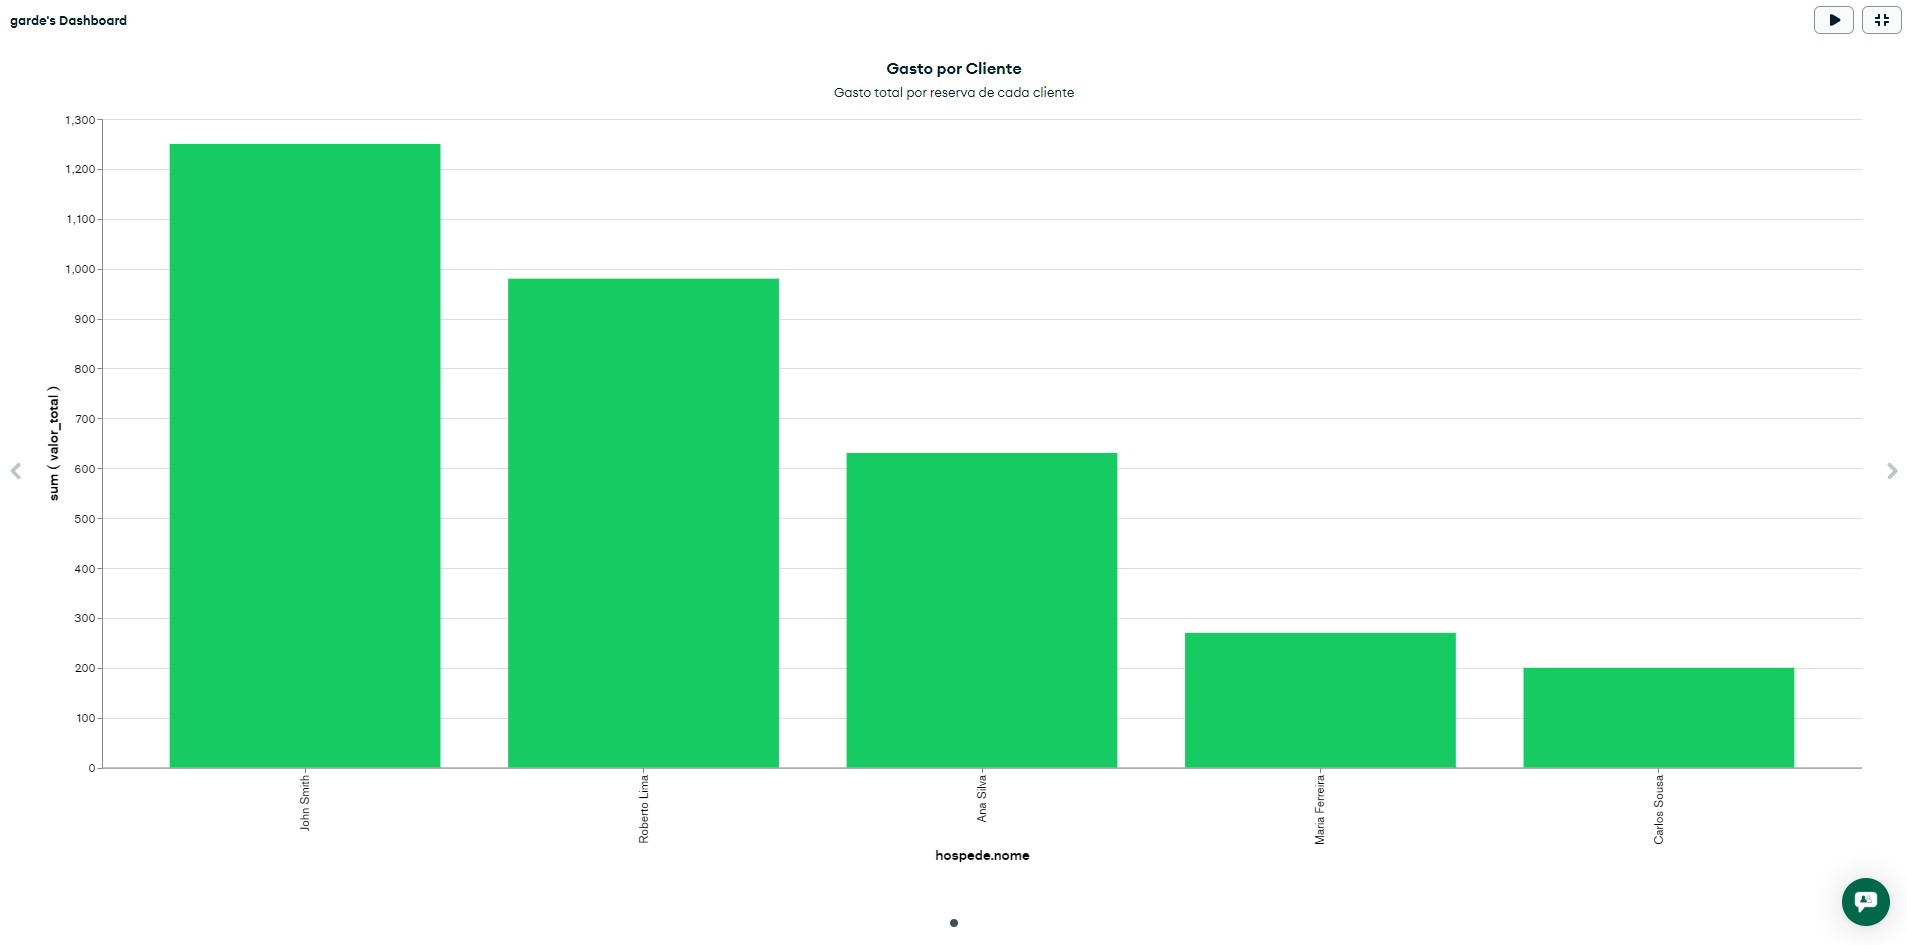 garde's Dashboard
Gasto por Cliente
Gasto total por reserva de cada cliente
1,300
1,200
1,100
1,000
900
800
700
600
500
400
300
200
100
0
sum ( valor_total )
John Smith
Roberto Lima
Ana Silva
Maria Ferreira
Carlos Sousa
hospede.nome